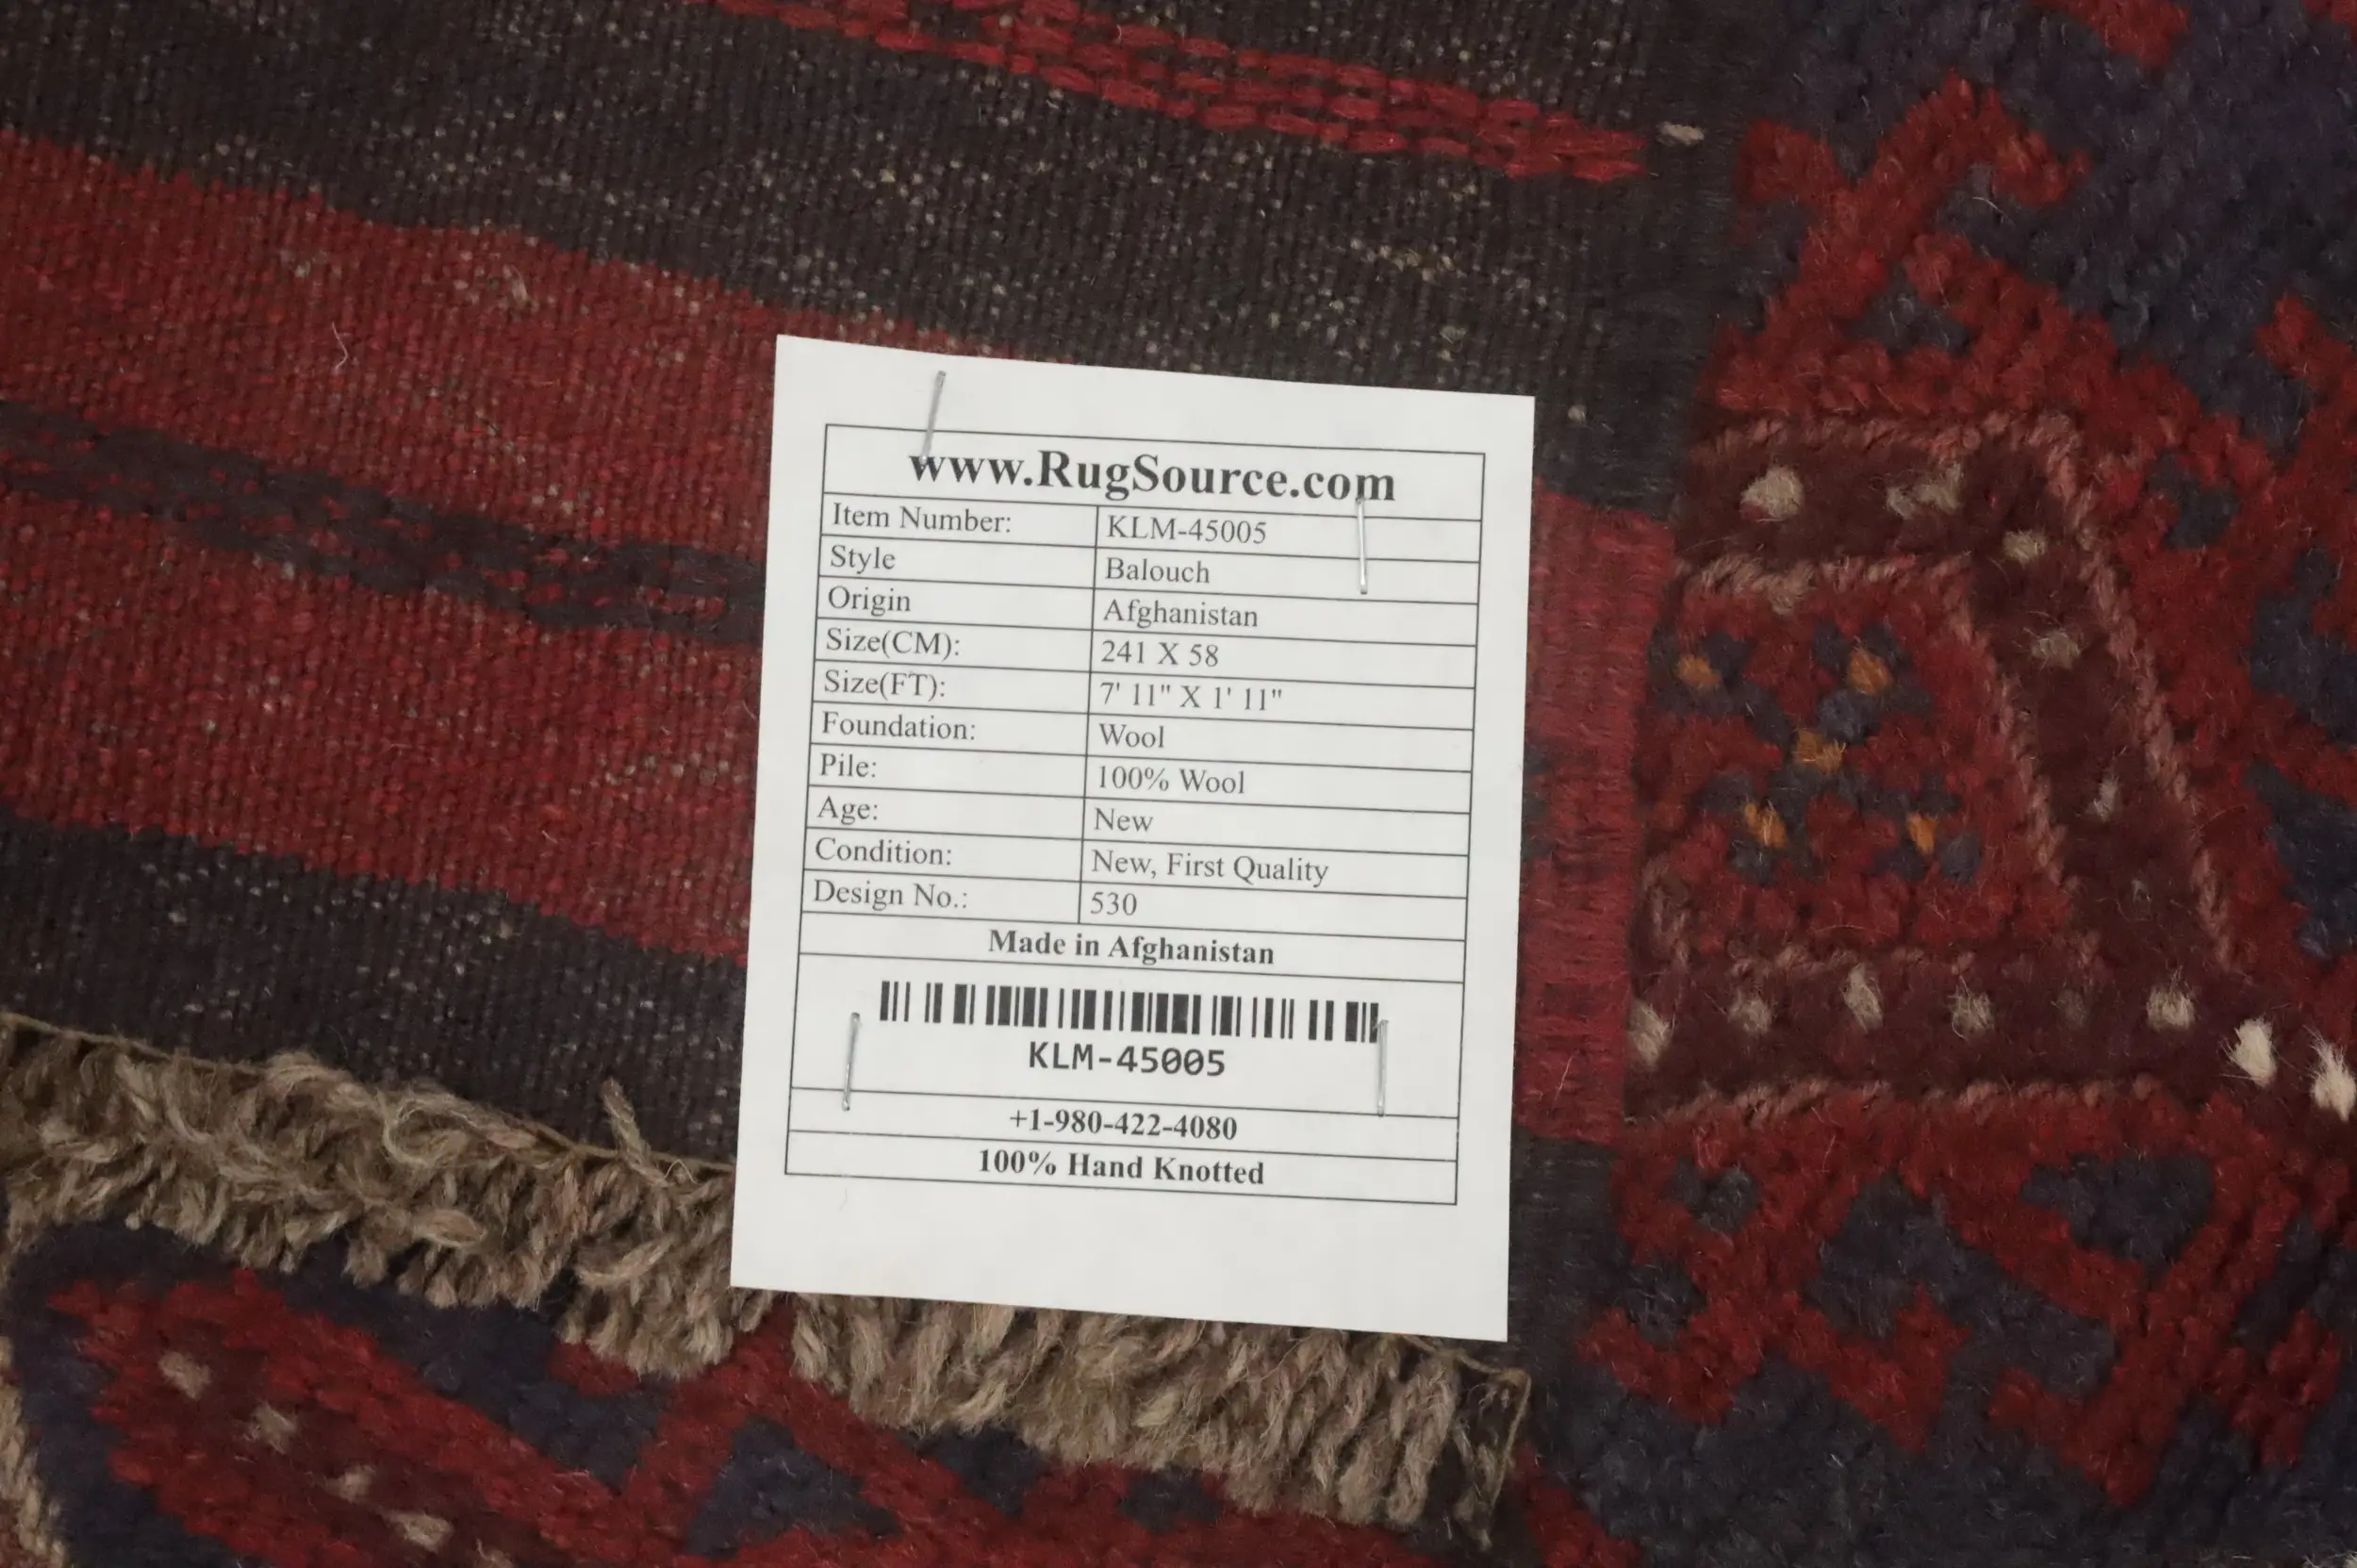 www.RugSource.com
Item Number: KLM-45005
Style Balouch
Origin Afghanistan
Size(CM): 241 X 58
Size(FT): 7' 11" X 1' 11"
Foundation: Wool
Pile: 100% Wool
Age: New
Condition: New, First Quality
Design No.: 530
Made in Afghanistan
KLM-45005
+1-980-422-4080
100% Hand Knotted